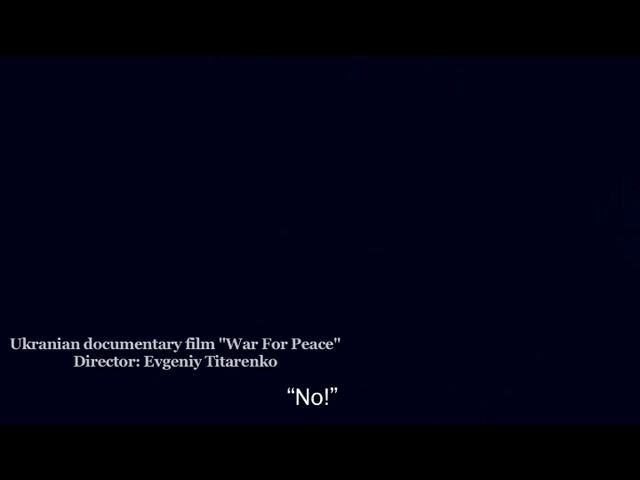 Ukranian documentary film "War For Peace"
Director: Evgeniy Titarenko
“No!”